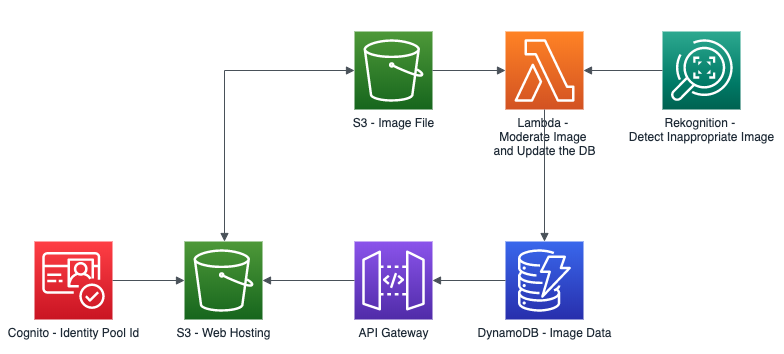 S3 - Image File
Lambda -
Moderate Image
and Update the DB
Rekognition -
Detect Inappropriate Image
</>
Cognito - Identity Pool Id
S3 - Web Hosting
API Gateway
DynamoDB - Image Data